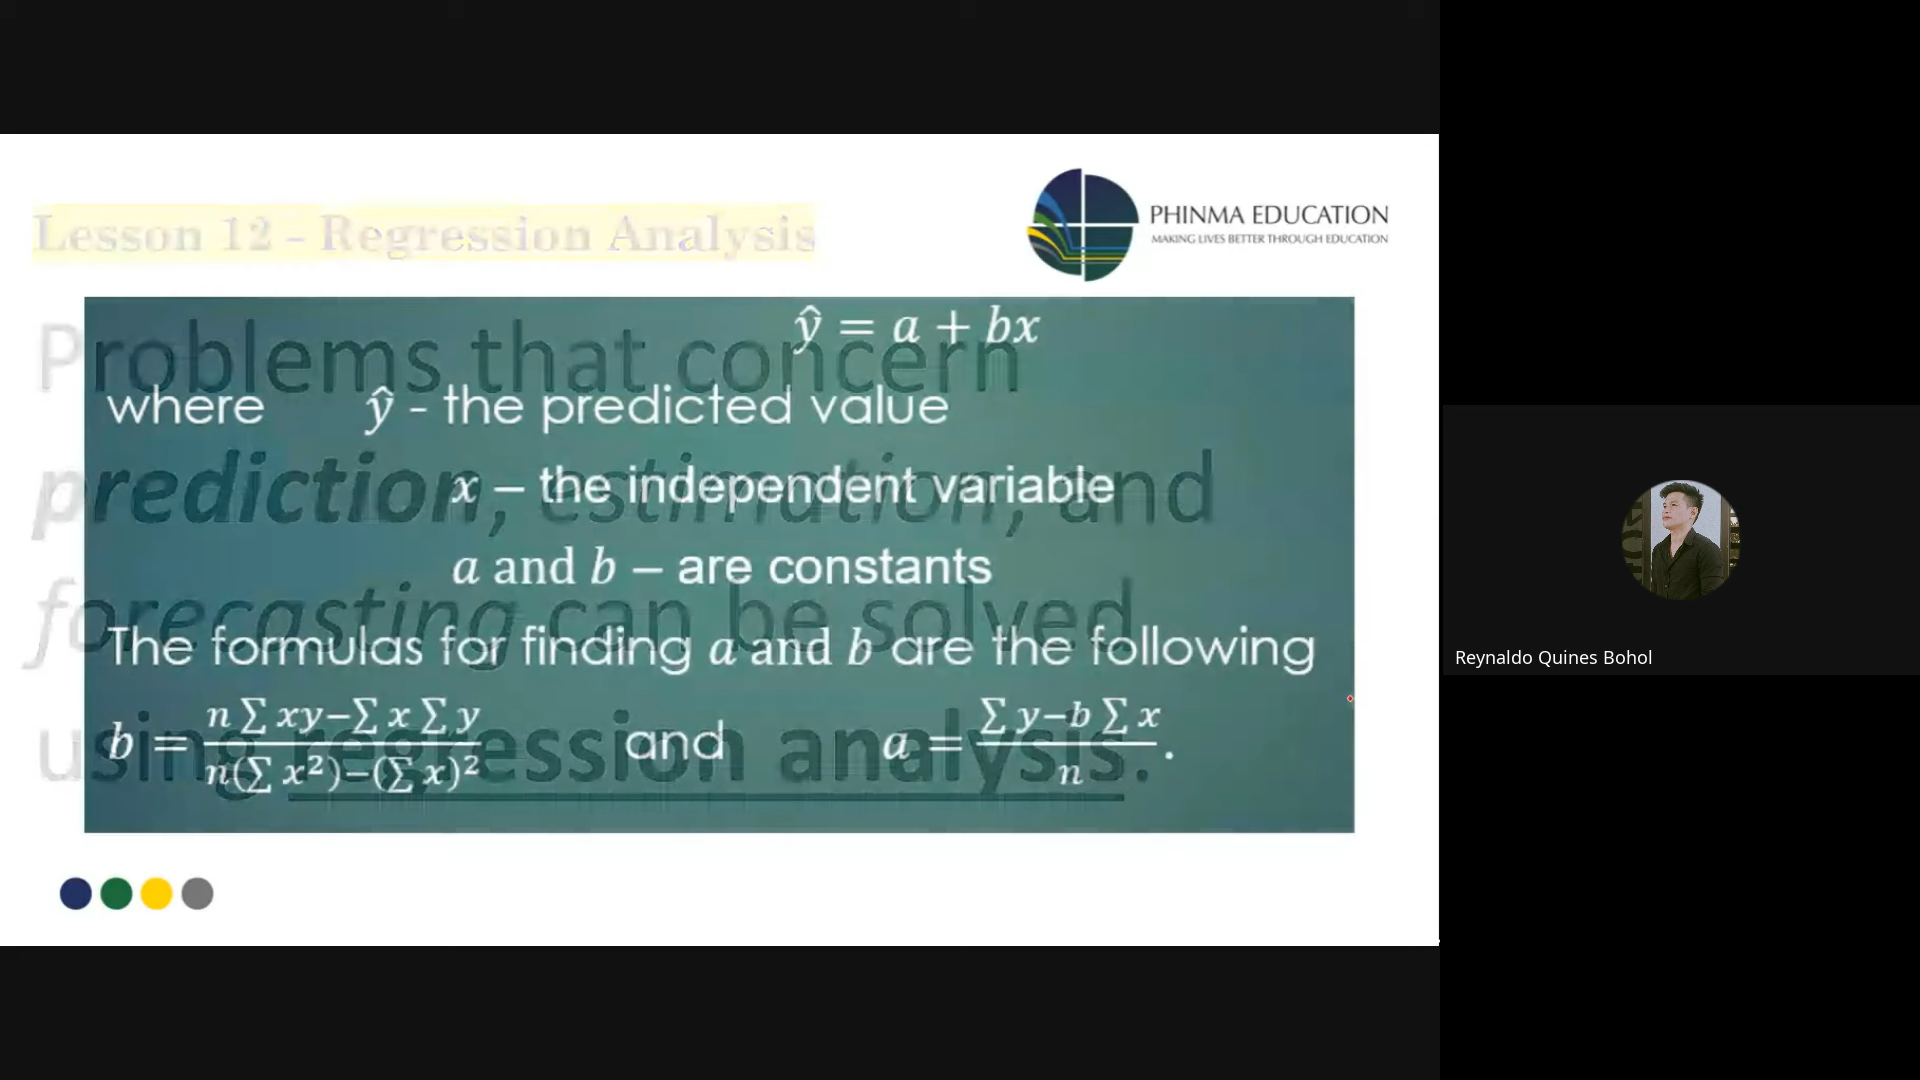 Lesson 12 - Regression Analysis
PHINMA EDUCATION
MAKING LIVES BETTER THROUGH EDUCATION
Problems that concern
prediction, estimation, and
forecasting can be solved
using regression analysis.
ŷ = a + bx
where ŷ - the predicted value
x – the independent variable
a and b – are constants
The formulas for finding a and b are the following
b = (n ∑ xy−∑ x ∑ y)/(n(∑ x²)−(∑ x)²) and a = (∑ y−b ∑ x)/n.
Reynaldo Quines Bohol